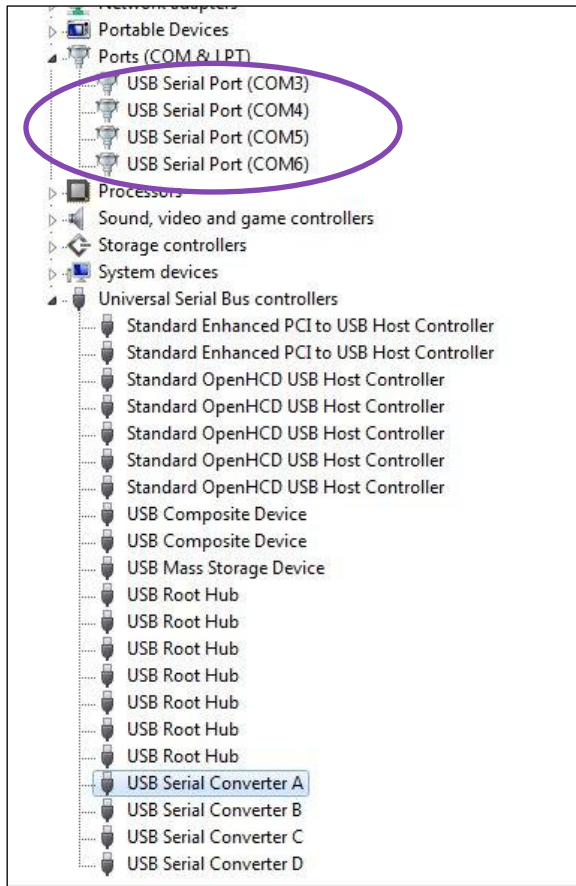 Network adapters
Portable Devices
Ports (COM & LPT)
USB Serial Port (COM3)
USB Serial Port (COM4)
USB Serial Port (COM5)
USB Serial Port (COM6)
Processors
Sound, video and game controllers
Storage controllers
System devices
Universal Serial Bus controllers
Standard Enhanced PCI to USB Host Controller
Standard Enhanced PCI to USB Host Controller
Standard OpenHCD USB Host Controller
Standard OpenHCD USB Host Controller
Standard OpenHCD USB Host Controller
Standard OpenHCD USB Host Controller
Standard OpenHCD USB Host Controller
USB Composite Device
USB Composite Device
USB Mass Storage Device
USB Root Hub
USB Root Hub
USB Root Hub
USB Root Hub
USB Root Hub
USB Root Hub
USB Root Hub
USB Serial Converter A
USB Serial Converter B
USB Serial Converter C
USB Serial Converter D